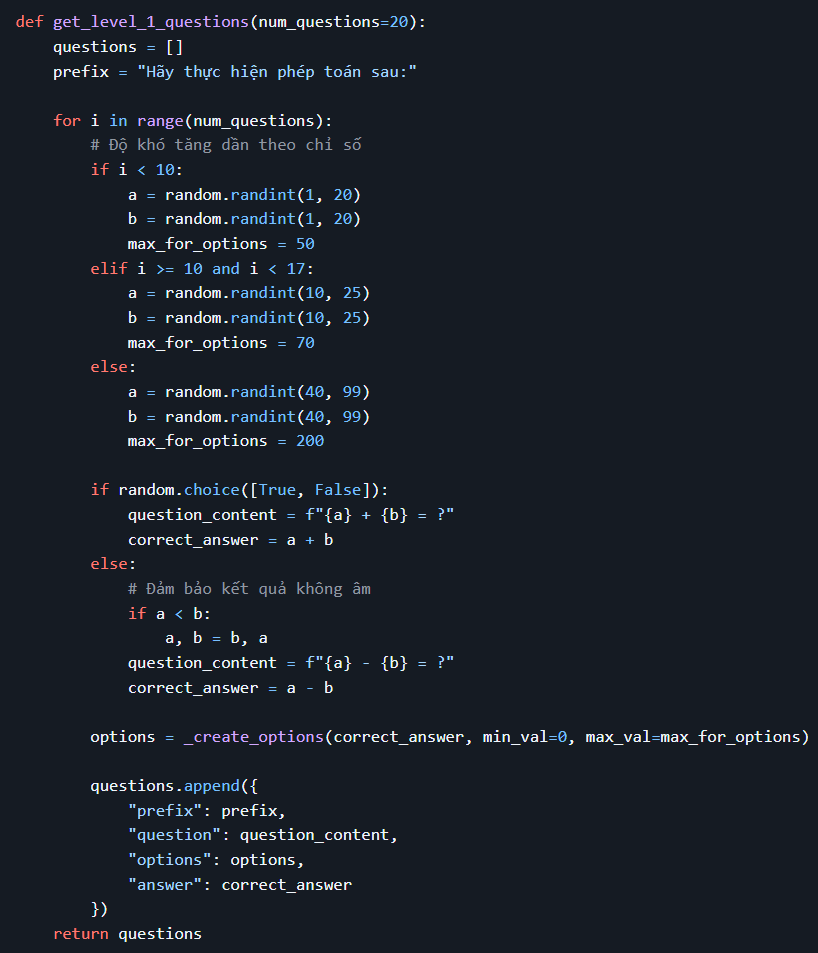 def get_level_1_questions(num_questions=20):
    questions = []
    prefix = "Hãy thực hiện phép toán sau:"

    for i in range(num_questions):
        # Độ khó tăng dần theo chỉ số
        if i < 10:
            a = random.randint(1, 20)
            b = random.randint(1, 20)
            max_for_options = 50
        elif i >= 10 and i < 17:
            a = random.randint(10, 25)
            b = random.randint(10, 25)
            max_for_options = 70
        else:
            a = random.randint(40, 99)
            b = random.randint(40, 99)
            max_for_options = 200

        if random.choice([True, False]):
            question_content = f"{a} + {b} = ?"
            correct_answer = a + b
        else:
            # Đảm bảo kết quả không âm
            if a < b:
                a, b = b, a
            question_content = f"{a} - {b} = ?"
            correct_answer = a - b

        options = _create_options(correct_answer, min_val=0, max_val=max_for_options)

        questions.append({
            "prefix": prefix,
            "question": question_content,
            "options": options,
            "answer": correct_answer
        })
    return questions